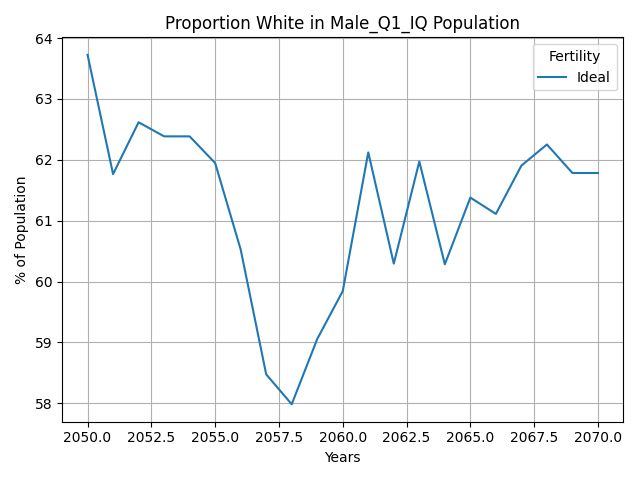 Proportion White in Male_Q1_IQ Population
Fertility
Ideal
% of Population
64
63
62
61
60
59
58
2050.0 2052.5 2055.0 2057.5 2060.0 2062.5 2065.0 2067.5 2070.0
Years